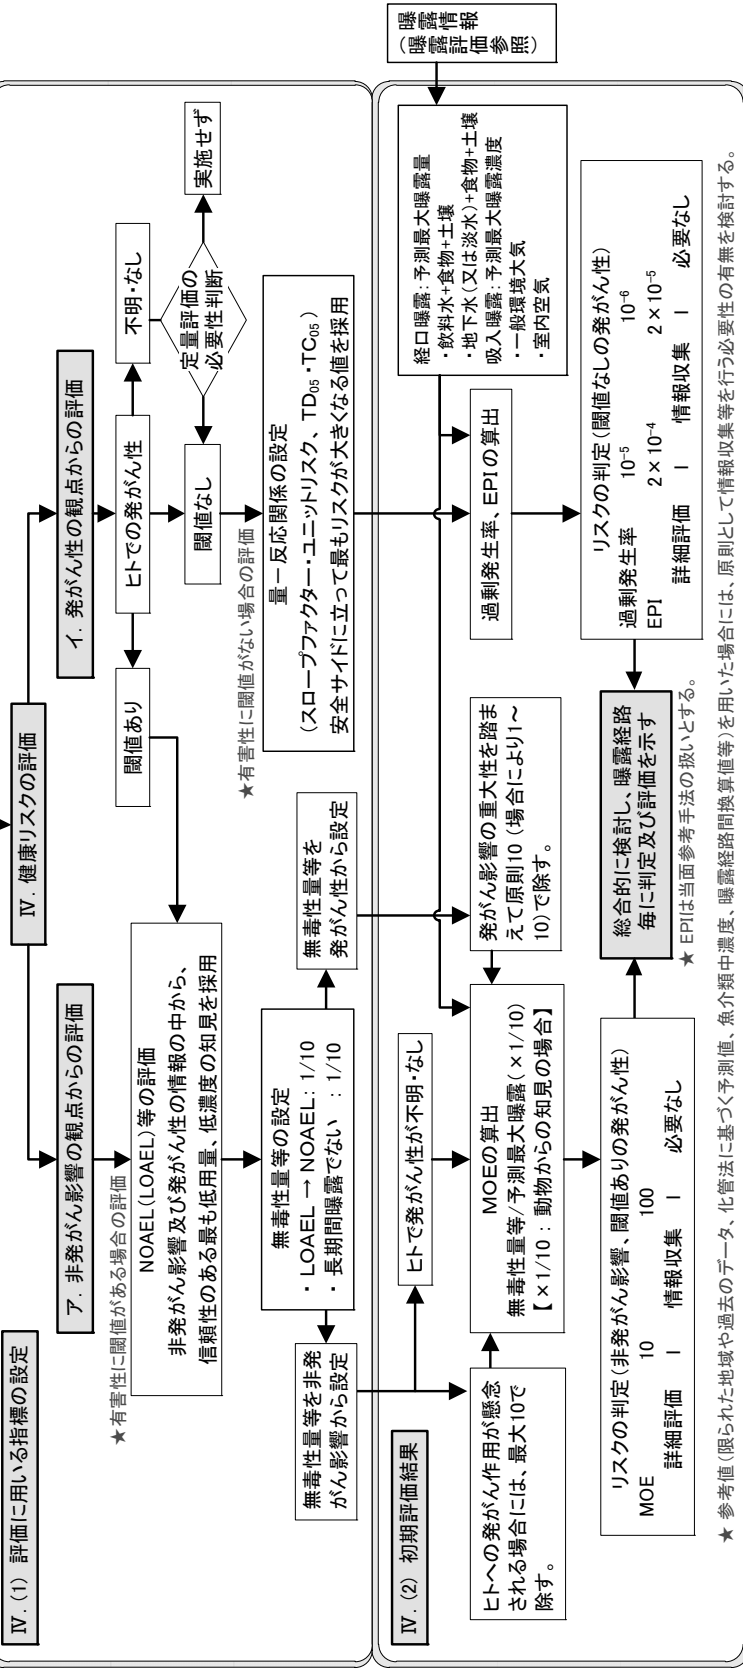 Ⅳ. 健康リスクの評価
Ⅳ. (1) 評価に用いる指標の設定
ア. 非発がん影響の観点からの評価
★有害性に閾値がある場合の評価
NOAEL(LOAEL)等の評価
非発がん影響及び発がん性の情報の中から、
信頼性のある最も低用量、低濃度の知見を採用
無毒性量等の設定
・ LOAEL → NOAEL: 1/10
・ 長期間曝露でない : 1/10
無毒性量等を非発
がん影響から設定
無毒性量等を
発がん性から設定
イ. 発がん性の観点からの評価
ヒトでの発がん性
閾値あり
閾値なし
不明・なし
定量評価の
必要性判断
実施せず
★有害性に閾値がない場合の評価
量－反応関係の設定
(スロープファクター・ユニットリスク、TD05・TC05
安全サイドに立って最もリスクが大きくなる値を採用
Ⅳ. (2) 初期評価結果
ヒトへの発がん作用が懸念
される場合には、最大10で
除す。
ヒトで発がん性が不明・なし
MOEの算出
無毒性量等/予測最大曝露(×1/10)
【×1/10 : 動物からの知見の場合】
発がん影響の重大性を踏ま
えて原則10 (場合により1～
10)で除す。
過剰発生率、EPIの算出
経口曝露: 予測最大曝露量
・飲料水+食物+土壌
・地下水(又は淡水)+食物+土壌
吸入曝露: 予測最大曝露濃度
・一般環境大気
・室内空気
曝露情報
(曝露評価参照)
リスクの判定(非発がん影響、閾値ありの発がん性)
MOE 10 100
詳細評価 | 情報収集 | 必要なし
総合的に検討し、曝露経路
毎に判定及び評価を示す
リスクの判定(閾値なしの発がん性)
過剰発生率 10⁻⁵ 10⁻⁶
EPI 2×10⁻⁴ 2×10⁻⁵
詳細評価 | 情報収集 | 必要なし
★ EPIは当面参考手法の扱いとする。
★ 参考値(限られた地域や過去のデータ、化管法に基づく予測値、魚介類中濃度、曝露経路間換算値等)を用いた場合には、原則として情報収集等を行う必要性の有無を検討する。